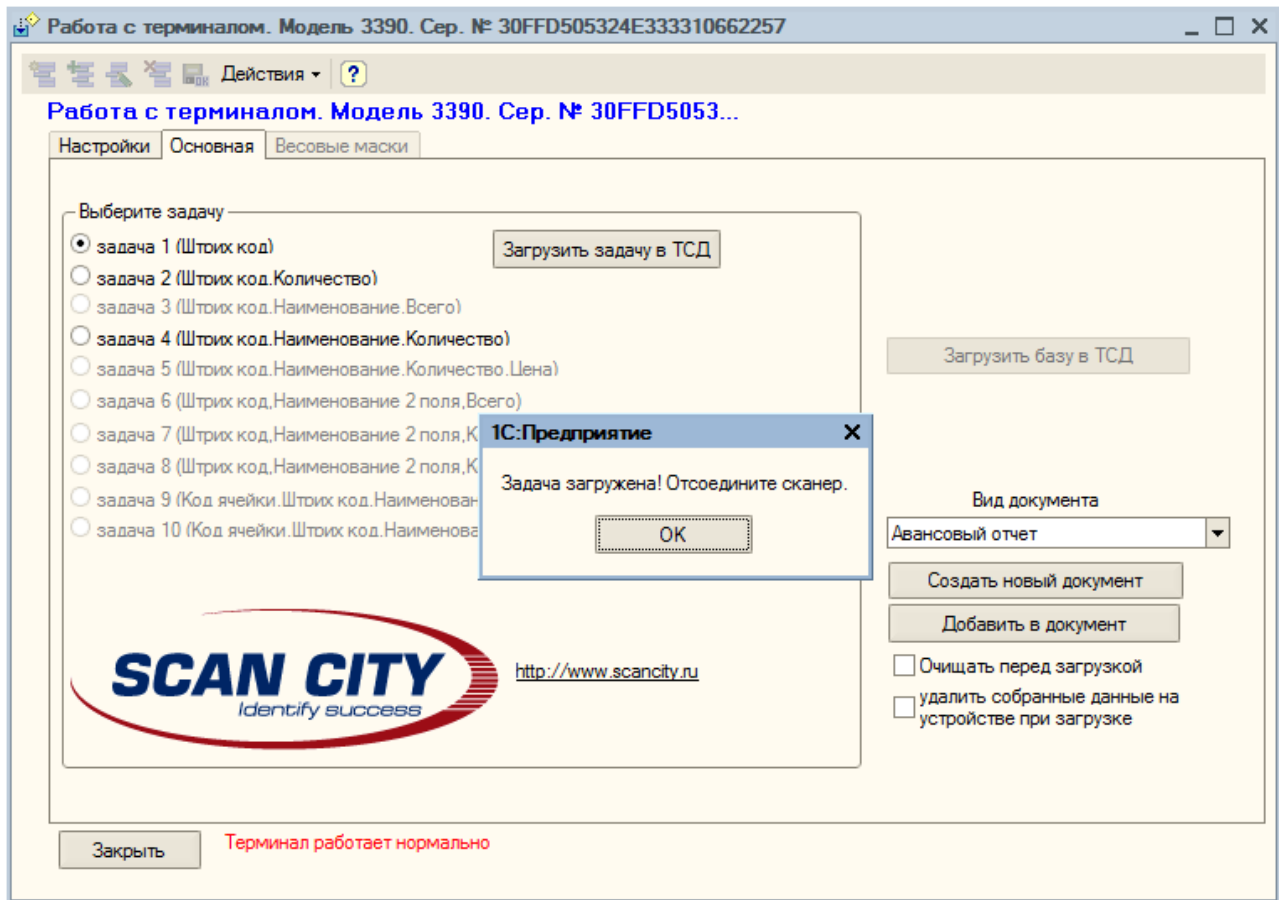 Работа с терминалом. Модель 3390. Сер. № 30FFD505324E333310662257
Действия
Работа с терминалом. Модель 3390. Сер. № 30FFD5053...
Настройки Основная Весовые маски
Выберите задачу
задача 1 (Штрих код)
Загрузить задачу в ТСД
задача 2 (Штрих код.Количество)
задача 3 (Штрих код.Наименование.Всего)
задача 4 (Штрих код.Наименование.Количество)
задача 5 (Штрих код.Наименование.Количество.Цена)
Загрузить базу в ТСД
задача 6 (Штрих код,Наименование 2 поля,Всего)
задача 7 (Штрих код,Наименование 2 поля,К
задача 8 (Штрих код,Наименование 2 поля,К
задача 9 (Код ячейки.Штрих код.Наименован
задача 10 (Код ячейки.Штрих код.Наименова
1С:Предприятие
Задача загружена! Отсоедините сканер.
OK
Вид документа
Авансовый отчет
Создать новый документ
Добавить в документ
Очищать перед загрузкой
удалить собранные данные на
устройстве при загрузке
SCAN CITY
Identify success
http://www.scancity.ru
Закрыть
Терминал работает нормально